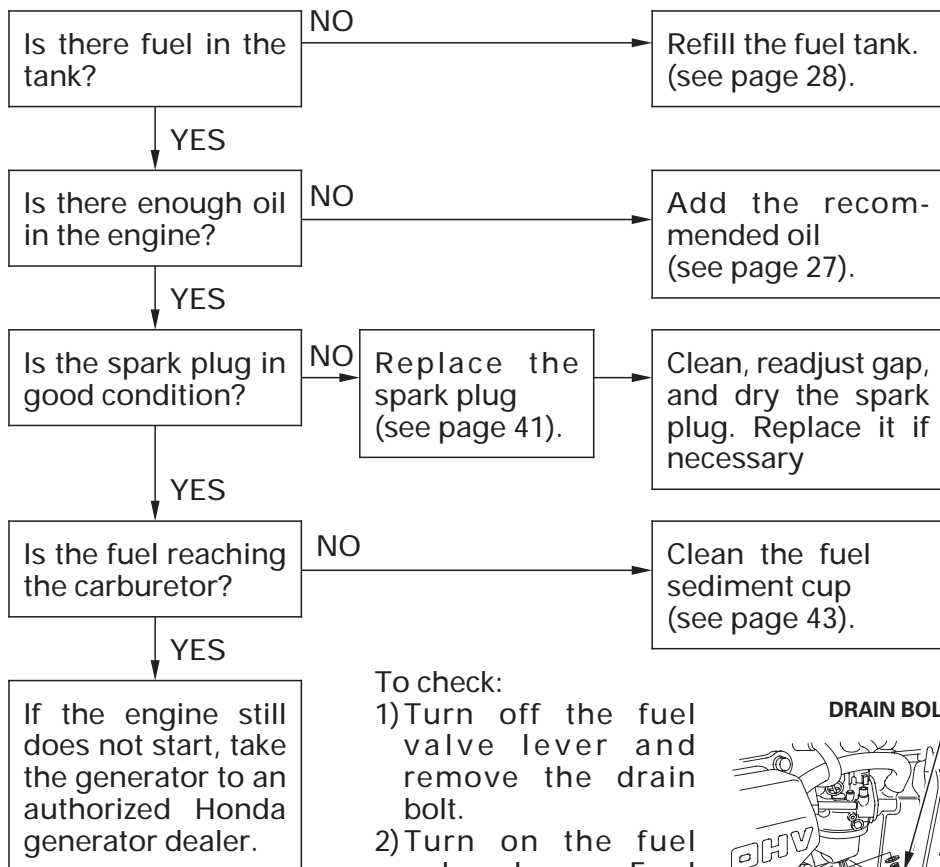 Is there fuel in the
tank?
NO
Refill the fuel tank.
(see page 28).
YES
Is there enough oil
in the engine?
NO
Add the recom-
mended oil
(see page 27).
YES
Is the spark plug in
good condition?
NO
Replace the
spark plug
(see page 41).
Clean, readjust gap,
and dry the spark
plug. Replace it if
necessary
YES
Is the fuel reaching
the carburetor?
NO
Clean the fuel
sediment cup
(see page 43).
YES
If the engine still
does not start, take
the generator to an
authorized Honda
generator dealer.
To check:
1) Turn off the fuel
valve lever and
remove the drain
bolt.
2) Turn on the fuel
DRAIN BOL
OHV